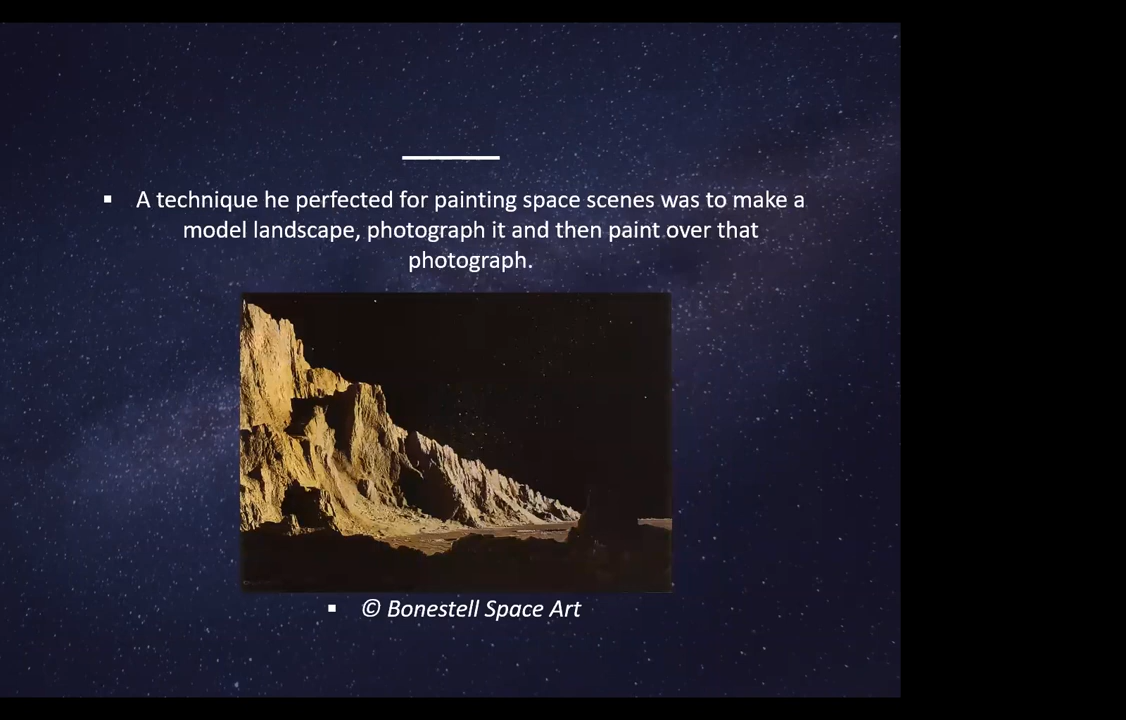 ▪ A technique he perfected for painting space scenes was to make a
model landscape, photograph it and then paint over that
photograph.
▪ © Bonestell Space Art